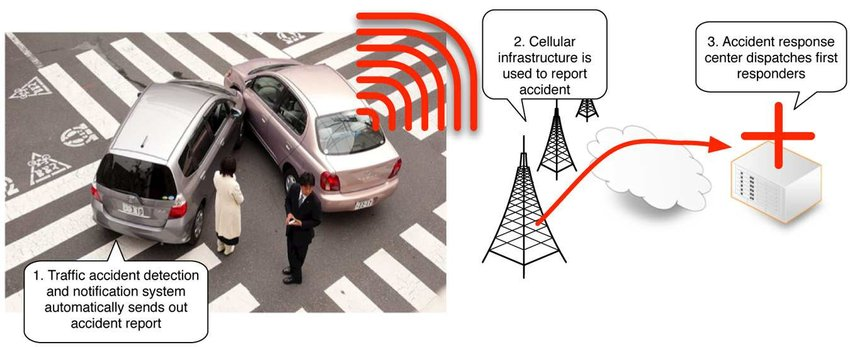 1. Traffic accident detection
and notification system
automatically sends out
accident report
2. Cellular
infrastructure is
used to report
accident
3. Accident response
center dispatches first
responders